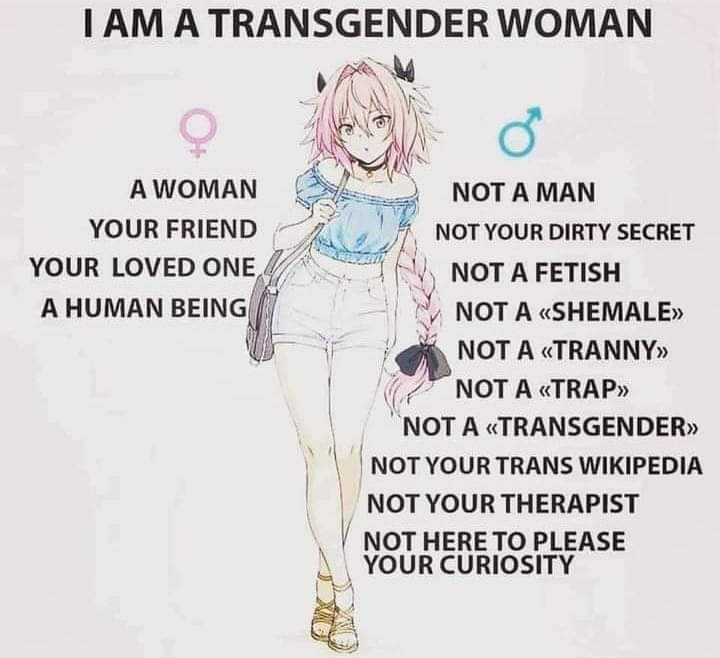 I AM A TRANSGENDER WOMAN
A WOMAN
YOUR FRIEND
YOUR LOVED ONE
A HUMAN BEING
NOT A MAN
NOT YOUR DIRTY SECRET
NOT A FETISH
NOT A «SHEMALE»
NOT A «TRANNY»
NOT A «TRAP»
NOT A «TRANSGENDER»
NOT YOUR TRANS WIKIPEDIA
NOT YOUR THERAPIST
NOT HERE TO PLEASE
YOUR CURIOSITY